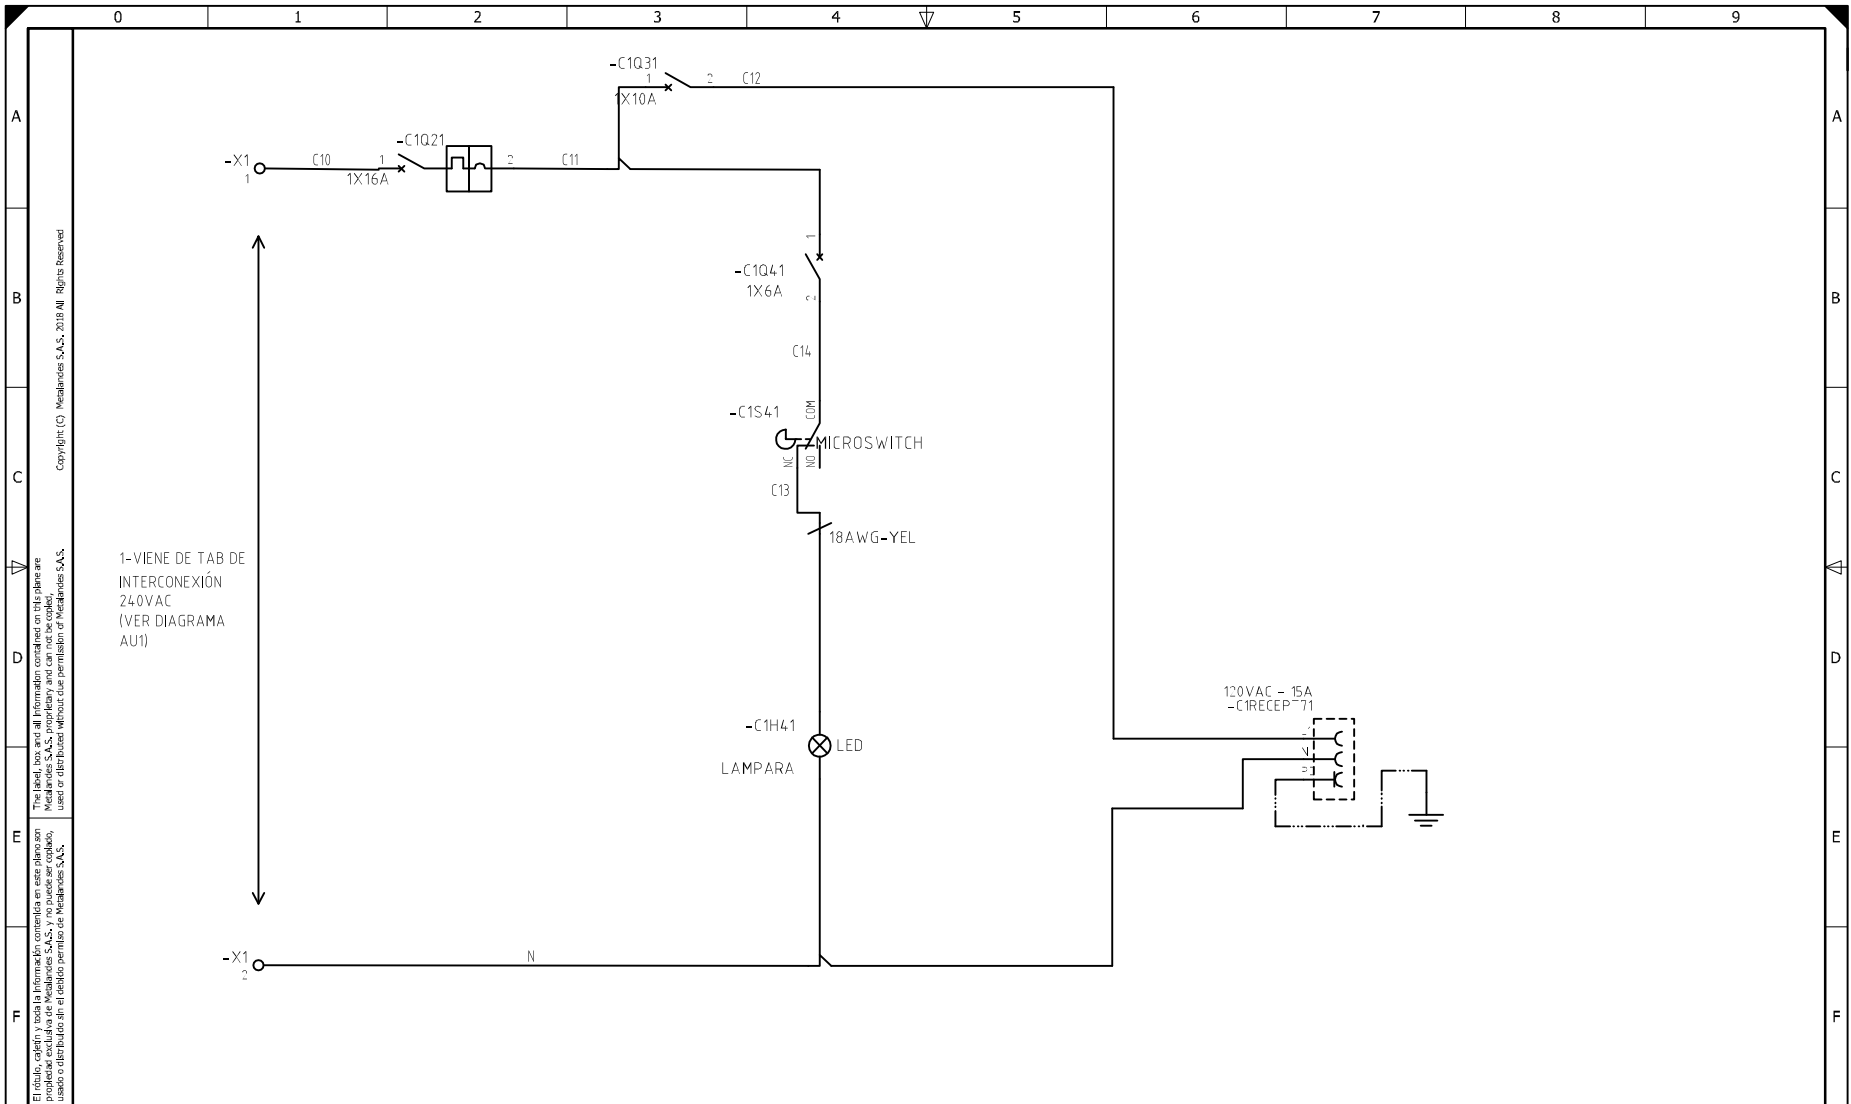 0 1 2 3 4 5 6 7 8 9
A
B
C
D
E
F
A
B
C
D
E
F
-C1Q31
1 2 C12
1X10A
-C1Q21
-X1
1
C10 1
1X16A
2 C11
1
-C1Q41
1X6A
2
C14
-C1S41
COM
MICROSWITCH
NC NO
C13
18AWG-YEL
1-VIENE DE TAB DE
INTERCONEXIÓN
240VAC
(VER DIAGRAMA
AU1)
120VAC - 15A
-C1RECEPT71
N
-C1H41
LED
LAMPARA
-X1
2
N
Copyright (C) Metalandes S.A.S. 2018 All Rights Reserved
The label, box and all information contained on this plane are
Metalandes S.A.S. proprietary and can not be copied,
used or distributed without due permission of Metalandes S.A.S.
El rótulo, cajetín y toda la información contenida en este plano son
propiedad exclusiva de Metalandes S.A.S. y no puede ser copiado,
usado o distribuido sin el debido permiso de Metalandes S.A.S.